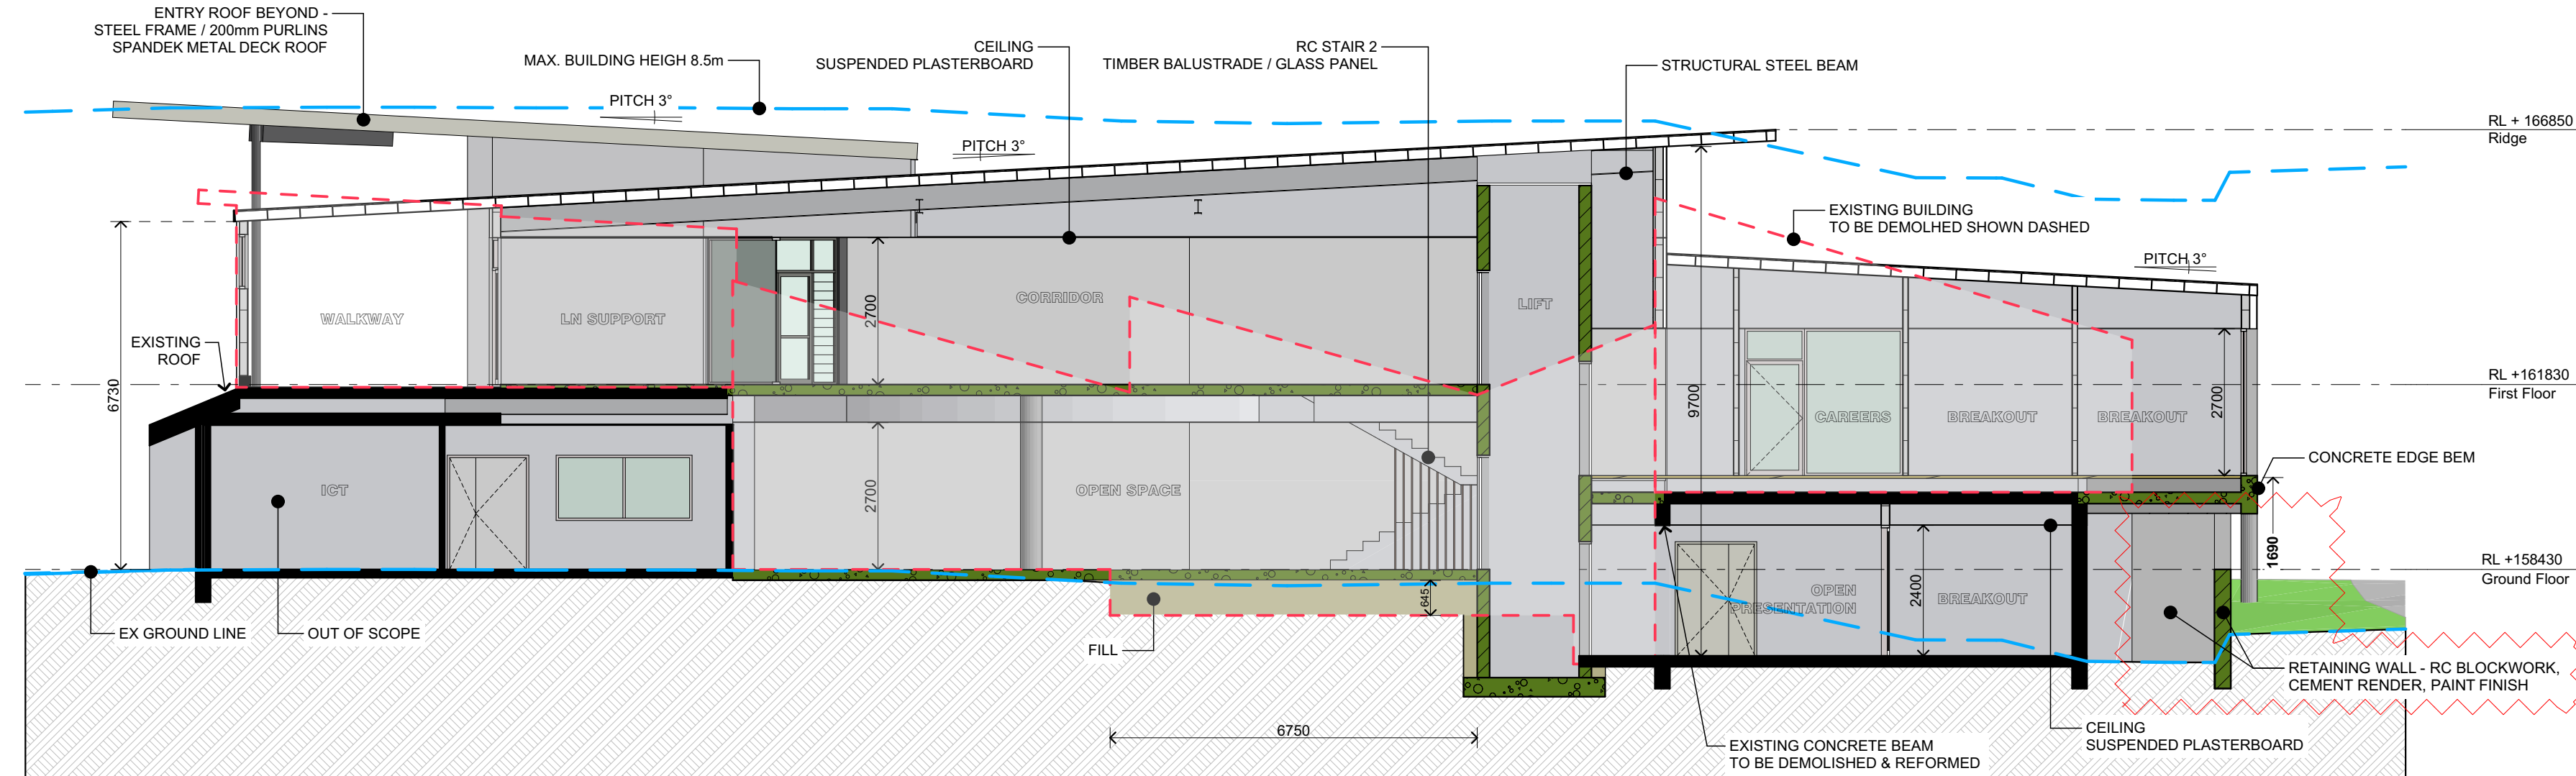 ENTRY ROOF BEYOND -
STEEL FRAME / 200mm PURLINS
SPANDEK METAL DECK ROOF
MAX. BUILDING HEIGH 8.5m
CEILING
SUSPENDED PLASTERBOARD
RC STAIR 2
TIMBER BALUSTRADE / GLASS PANEL
STRUCTURAL STEEL BEAM
PITCH 3°
PITCH 3°
RL + 166850
Ridge
EXISTING BUILDING
TO BE DEMOLHED SHOWN DASHED
PITCH 3°
WALKWAY
LN SUPPORT
2700
CORRIDOR
LIFT
EXISTING
ROOF
6730
9700
CAREERS
BREAKOUT
BREAKOUT
2700
RL +161830
First Floor
CONCRETE EDGE BEM
ICT
2700
OPEN SPACE
1690
RL +158430
Ground Floor
645
OPEN
PRESENTATION
2400
BREAKOUT
EX GROUND LINE
OUT OF SCOPE
FILL
RETAINING WALL - RC BLOCKWORK,
CEMENT RENDER, PAINT FINISH
6750
CEILING
SUSPENDED PLASTERBOARD
EXISTING CONCRETE BEAM
TO BE DEMOLISHED & REFORMED